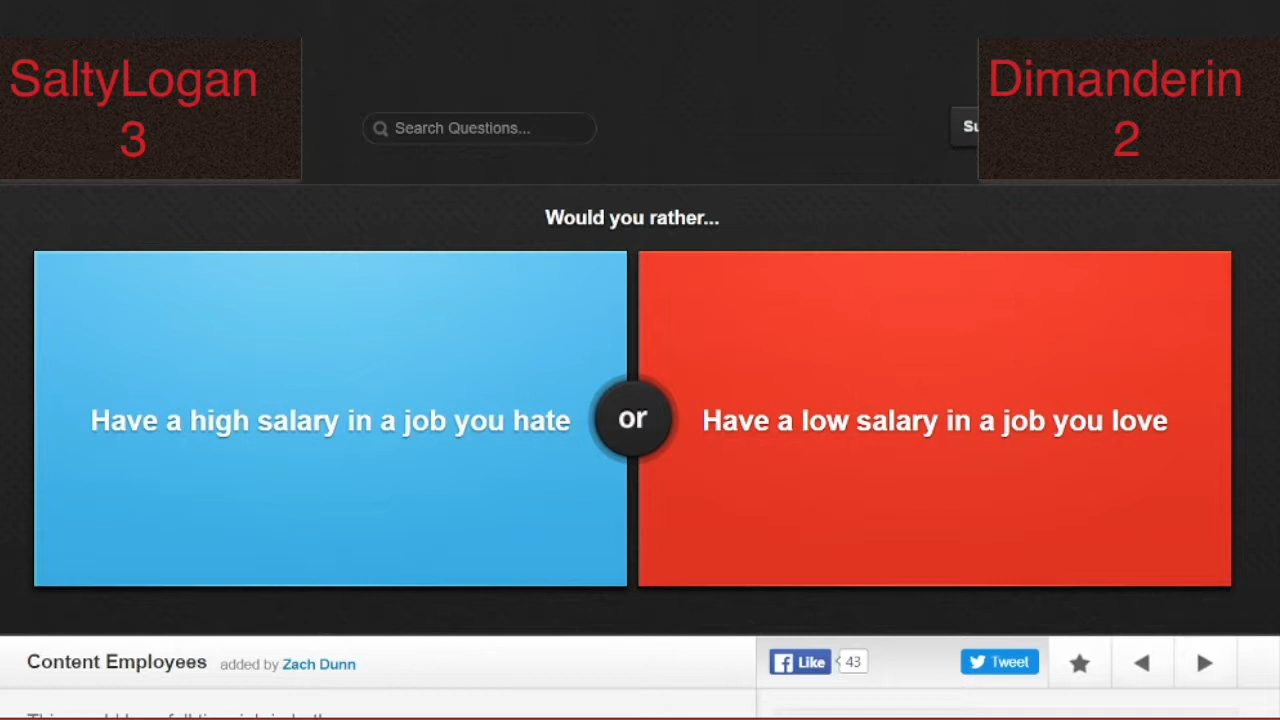 SaltyLogan
3
Dimanderin
2
Search Questions...
Would you rather...
Have a high salary in a job you hate
or
Have a low salary in a job you love
Content Employees added by Zach Dunn
Like 43 Tweet